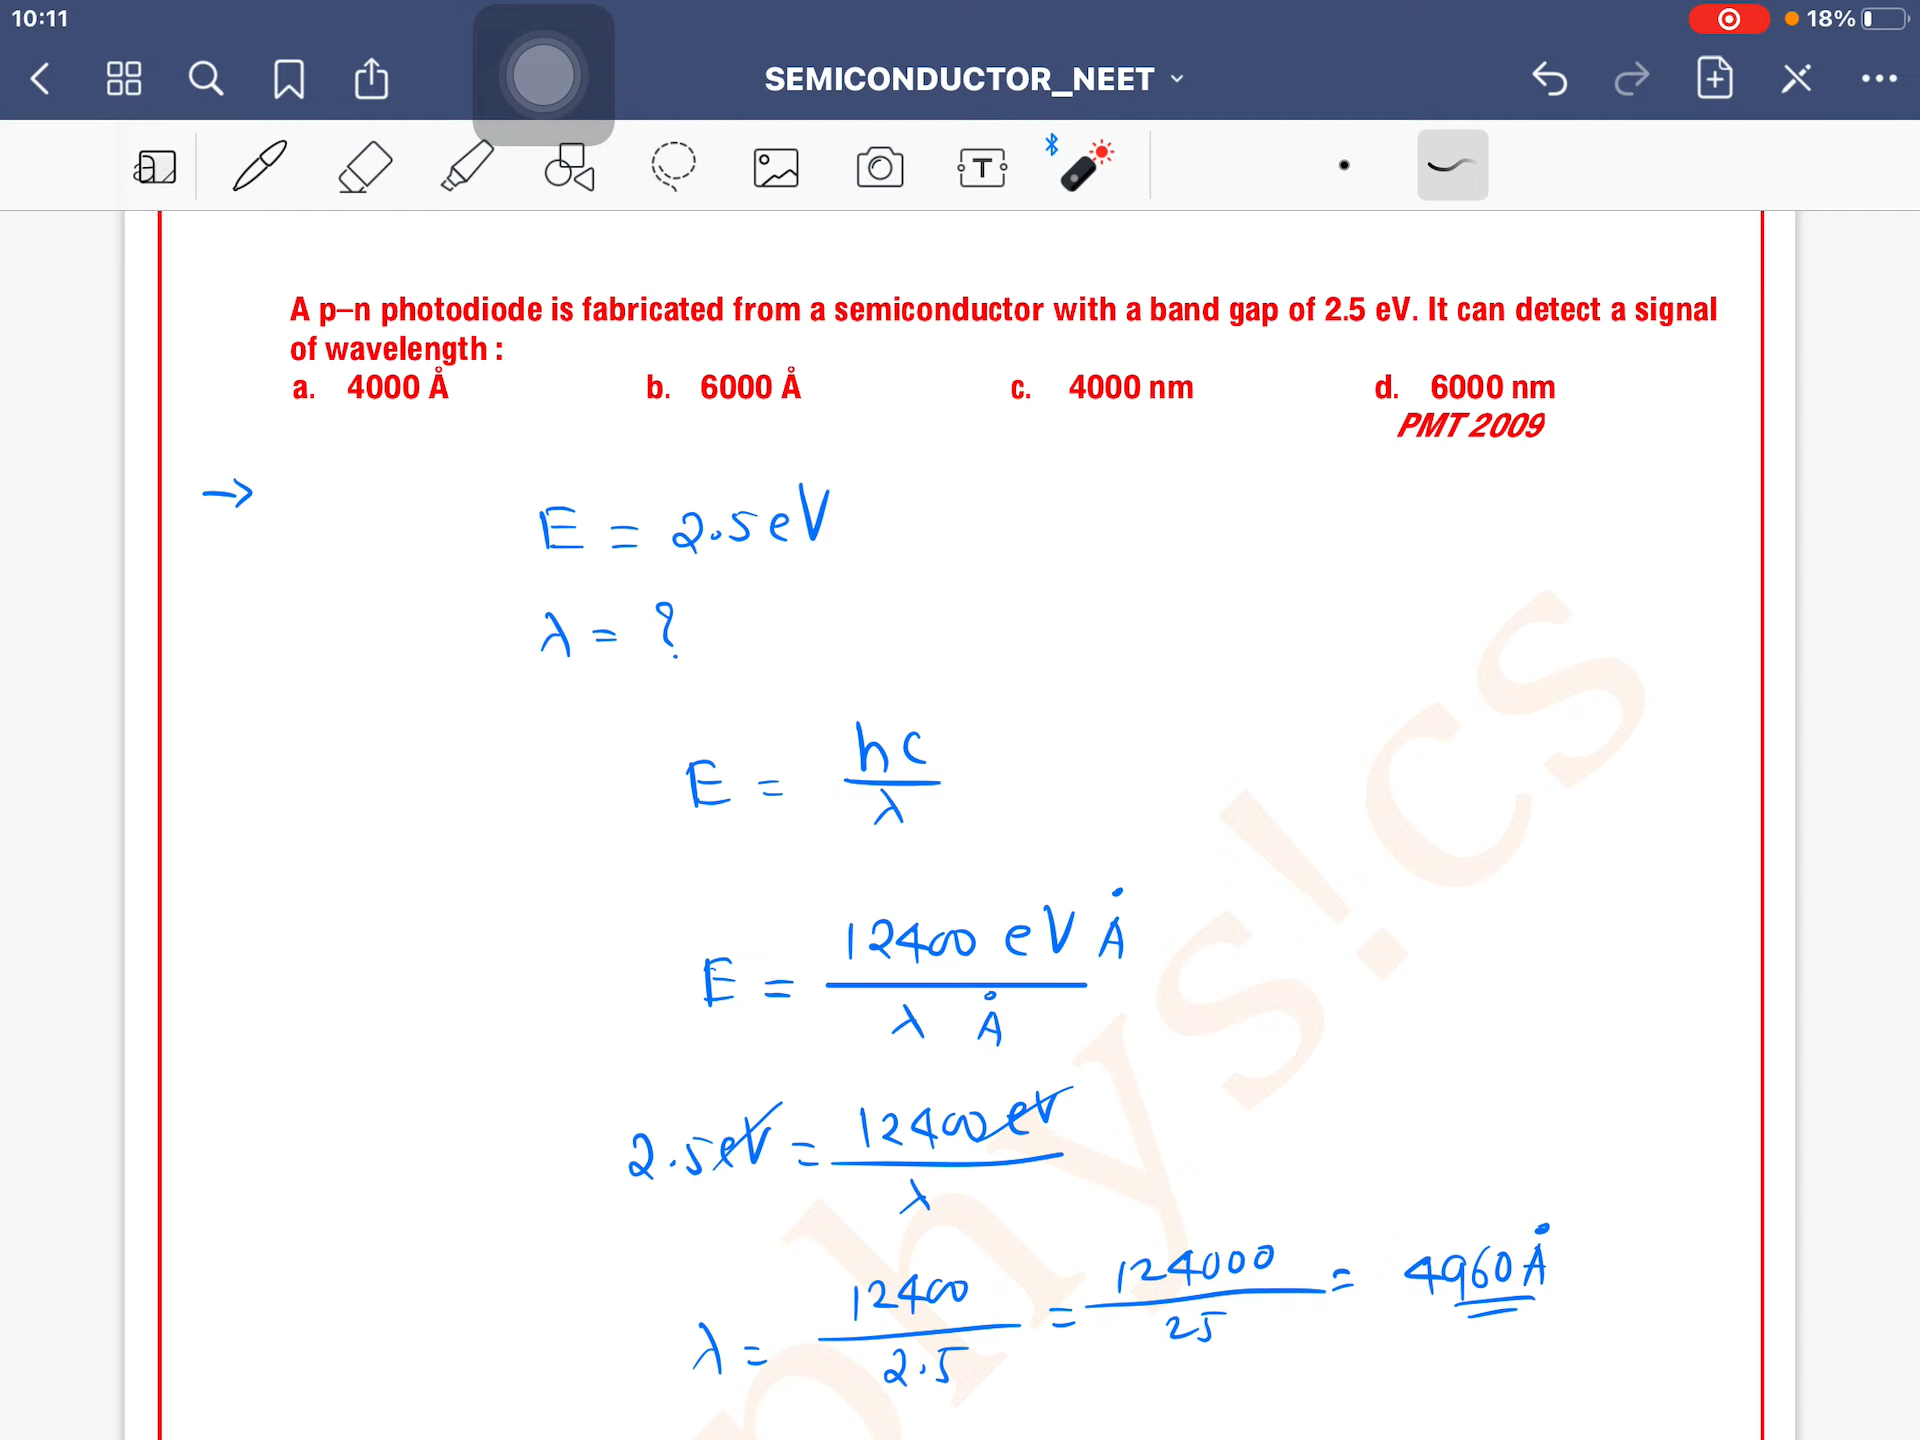 10:11
18%
SEMICONDUCTOR_NEET
A p–n photodiode is fabricated from a semiconductor with a band gap of 2.5 eV. It can detect a signal
of wavelength :
a. 4000 Å b. 6000 Å c. 4000 nm d. 6000 nm
PMT 2009
→ E = 2.5 eV
λ = ?
E = hc / λ
E = 12400 eV Å / λ Å
2.5 eV = 12400 eV / λ
λ = 12400 / 2.5 = 124000 / 25 = 4960 Å
phys!cs